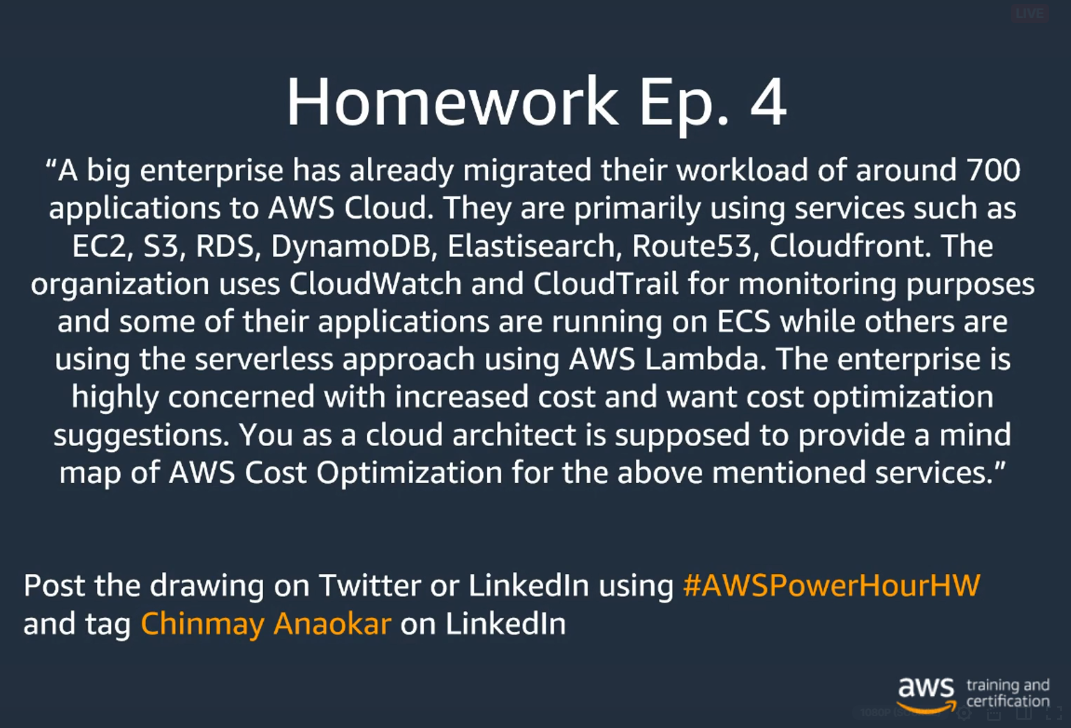 LIVE
Homework Ep. 4
“A big enterprise has already migrated their workload of around 700
applications to AWS Cloud. They are primarily using services such as
EC2, S3, RDS, DynamoDB, Elastisearch, Route53, Cloudfront. The
organization uses CloudWatch and CloudTrail for monitoring purposes
and some of their applications are running on ECS while others are
using the serverless approach using AWS Lambda. The enterprise is
highly concerned with increased cost and want cost optimization
suggestions. You as a cloud architect is supposed to provide a mind
map of AWS Cost Optimization for the above mentioned services.”
Post the drawing on Twitter or LinkedIn using #AWSPowerHourHW
and tag Chinmay Anaokar on LinkedIn
aws training and
certification